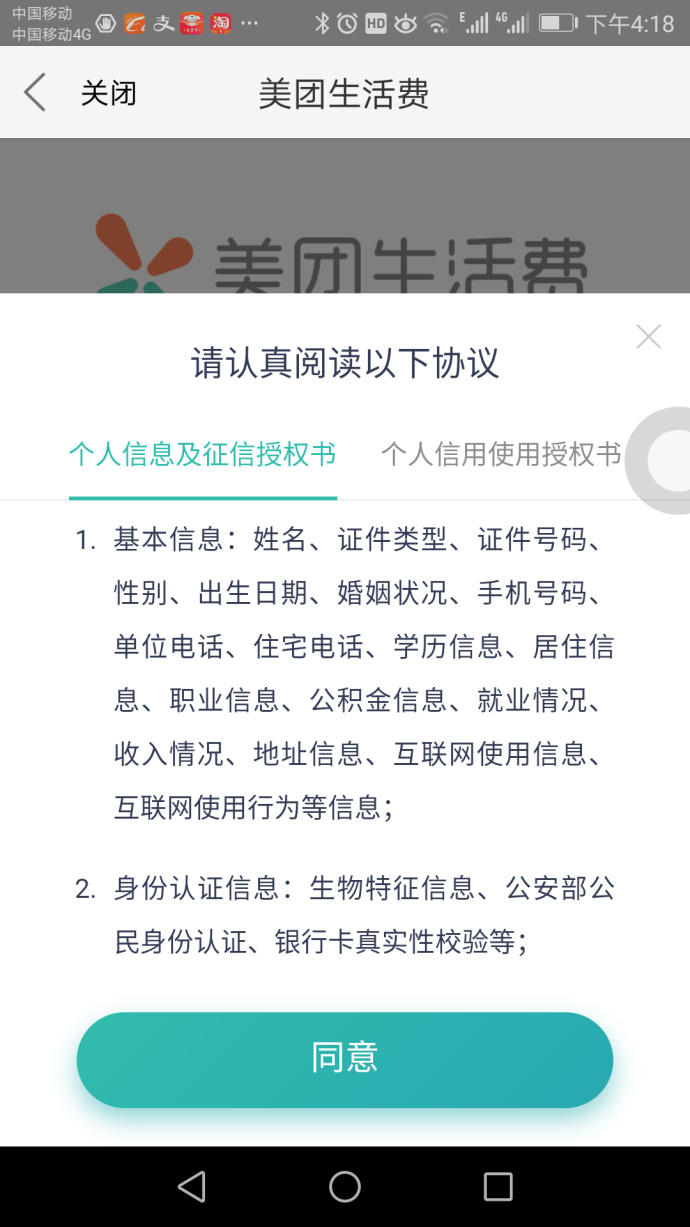 中国移动
中国移动4G 支 淘 ... HD E 4G 下午4:18
关闭 美团生活费
美团生活费
请认真阅读以下协议
个人信息及征信授权书 个人信用使用授权书
1. 基本信息：姓名、证件类型、证件号码、
性别、出生日期、婚姻状况、手机号码、
单位电话、住宅电话、学历信息、居住信
息、职业信息、公积金信息、就业情况、
收入情况、地址信息、互联网使用信息、
互联网使用行为等信息；
2. 身份认证信息：生物特征信息、公安部公
民身份认证、银行卡真实性校验等；
同意